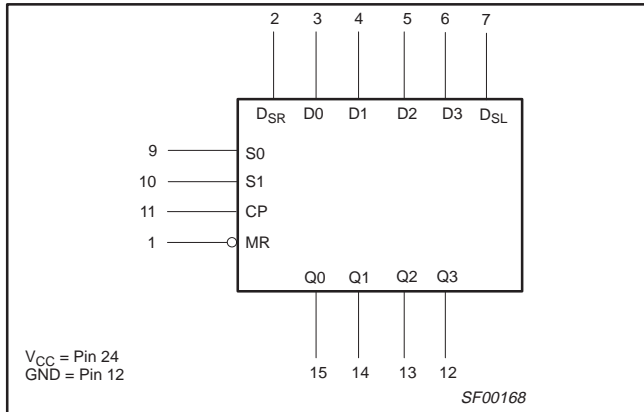 2 3 4 5 6 7
DSR D0 D1 D2 D3 DSL
9 S0
10 S1
11 CP
1 MR
Q0 Q1 Q2 Q3
15 14 13 12
VCC = Pin 24
GND = Pin 12
SF00168